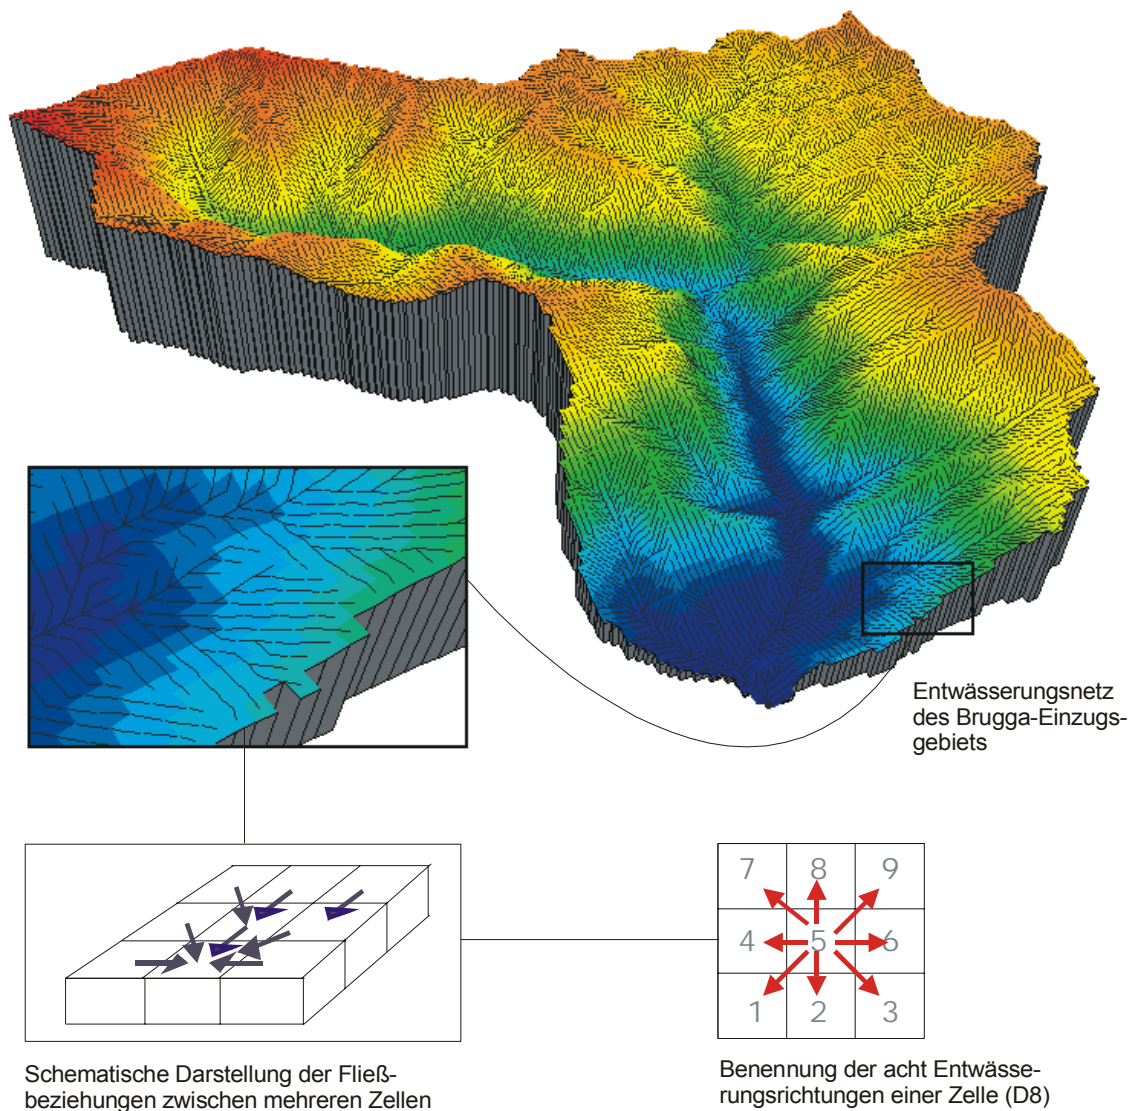 Entwässerungsnetz
des Brugga-Einzugs-
gebiets
7 8 9
4 5 6
1 2 3
Schematische Darstellung der Fließ-
beziehungen zwischen mehreren Zellen
Benennung der acht Entwässe-
rungsrichtungen einer Zelle (D8)